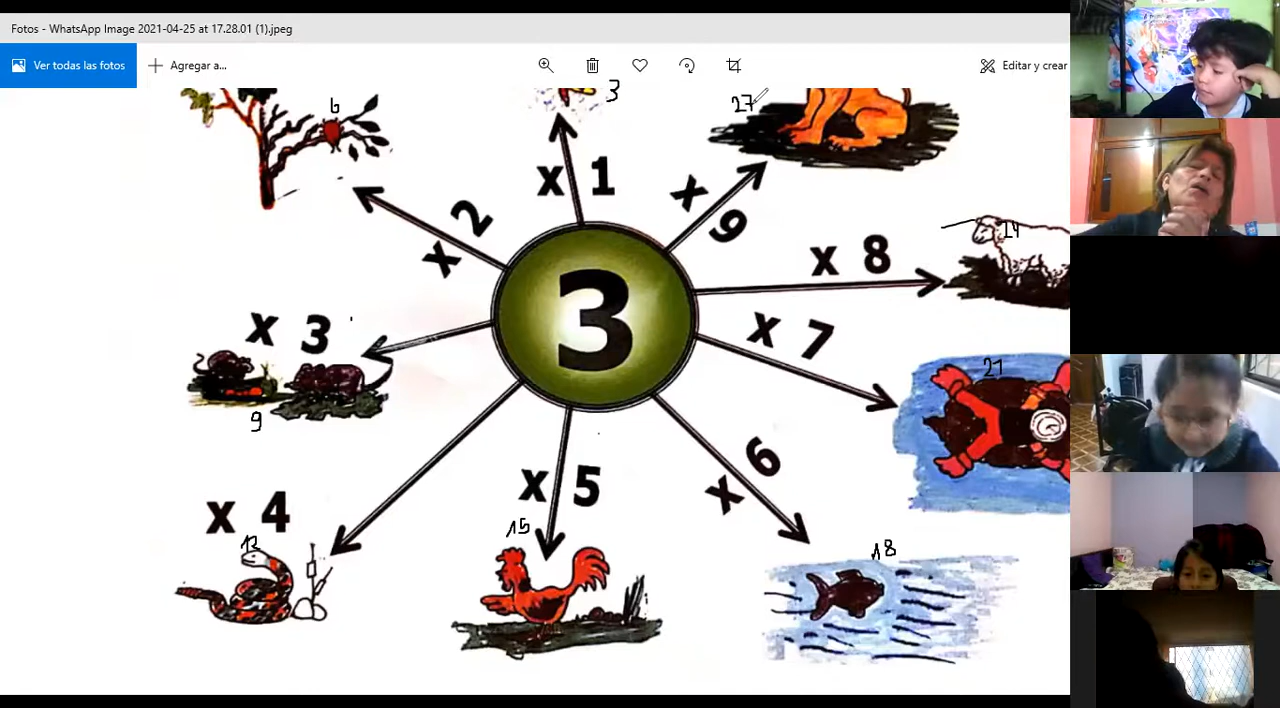 Fotos - WhatsApp Image 2021-04-25 at 17.28.01 (1).jpeg
Ver todas las fotos
Agregar a...
Editar y crear
6
3
27
x 1
x 2
x 9
x 8
24
x 3
3
x 7
21
9
x 4
12
x 5
15
x 6
18